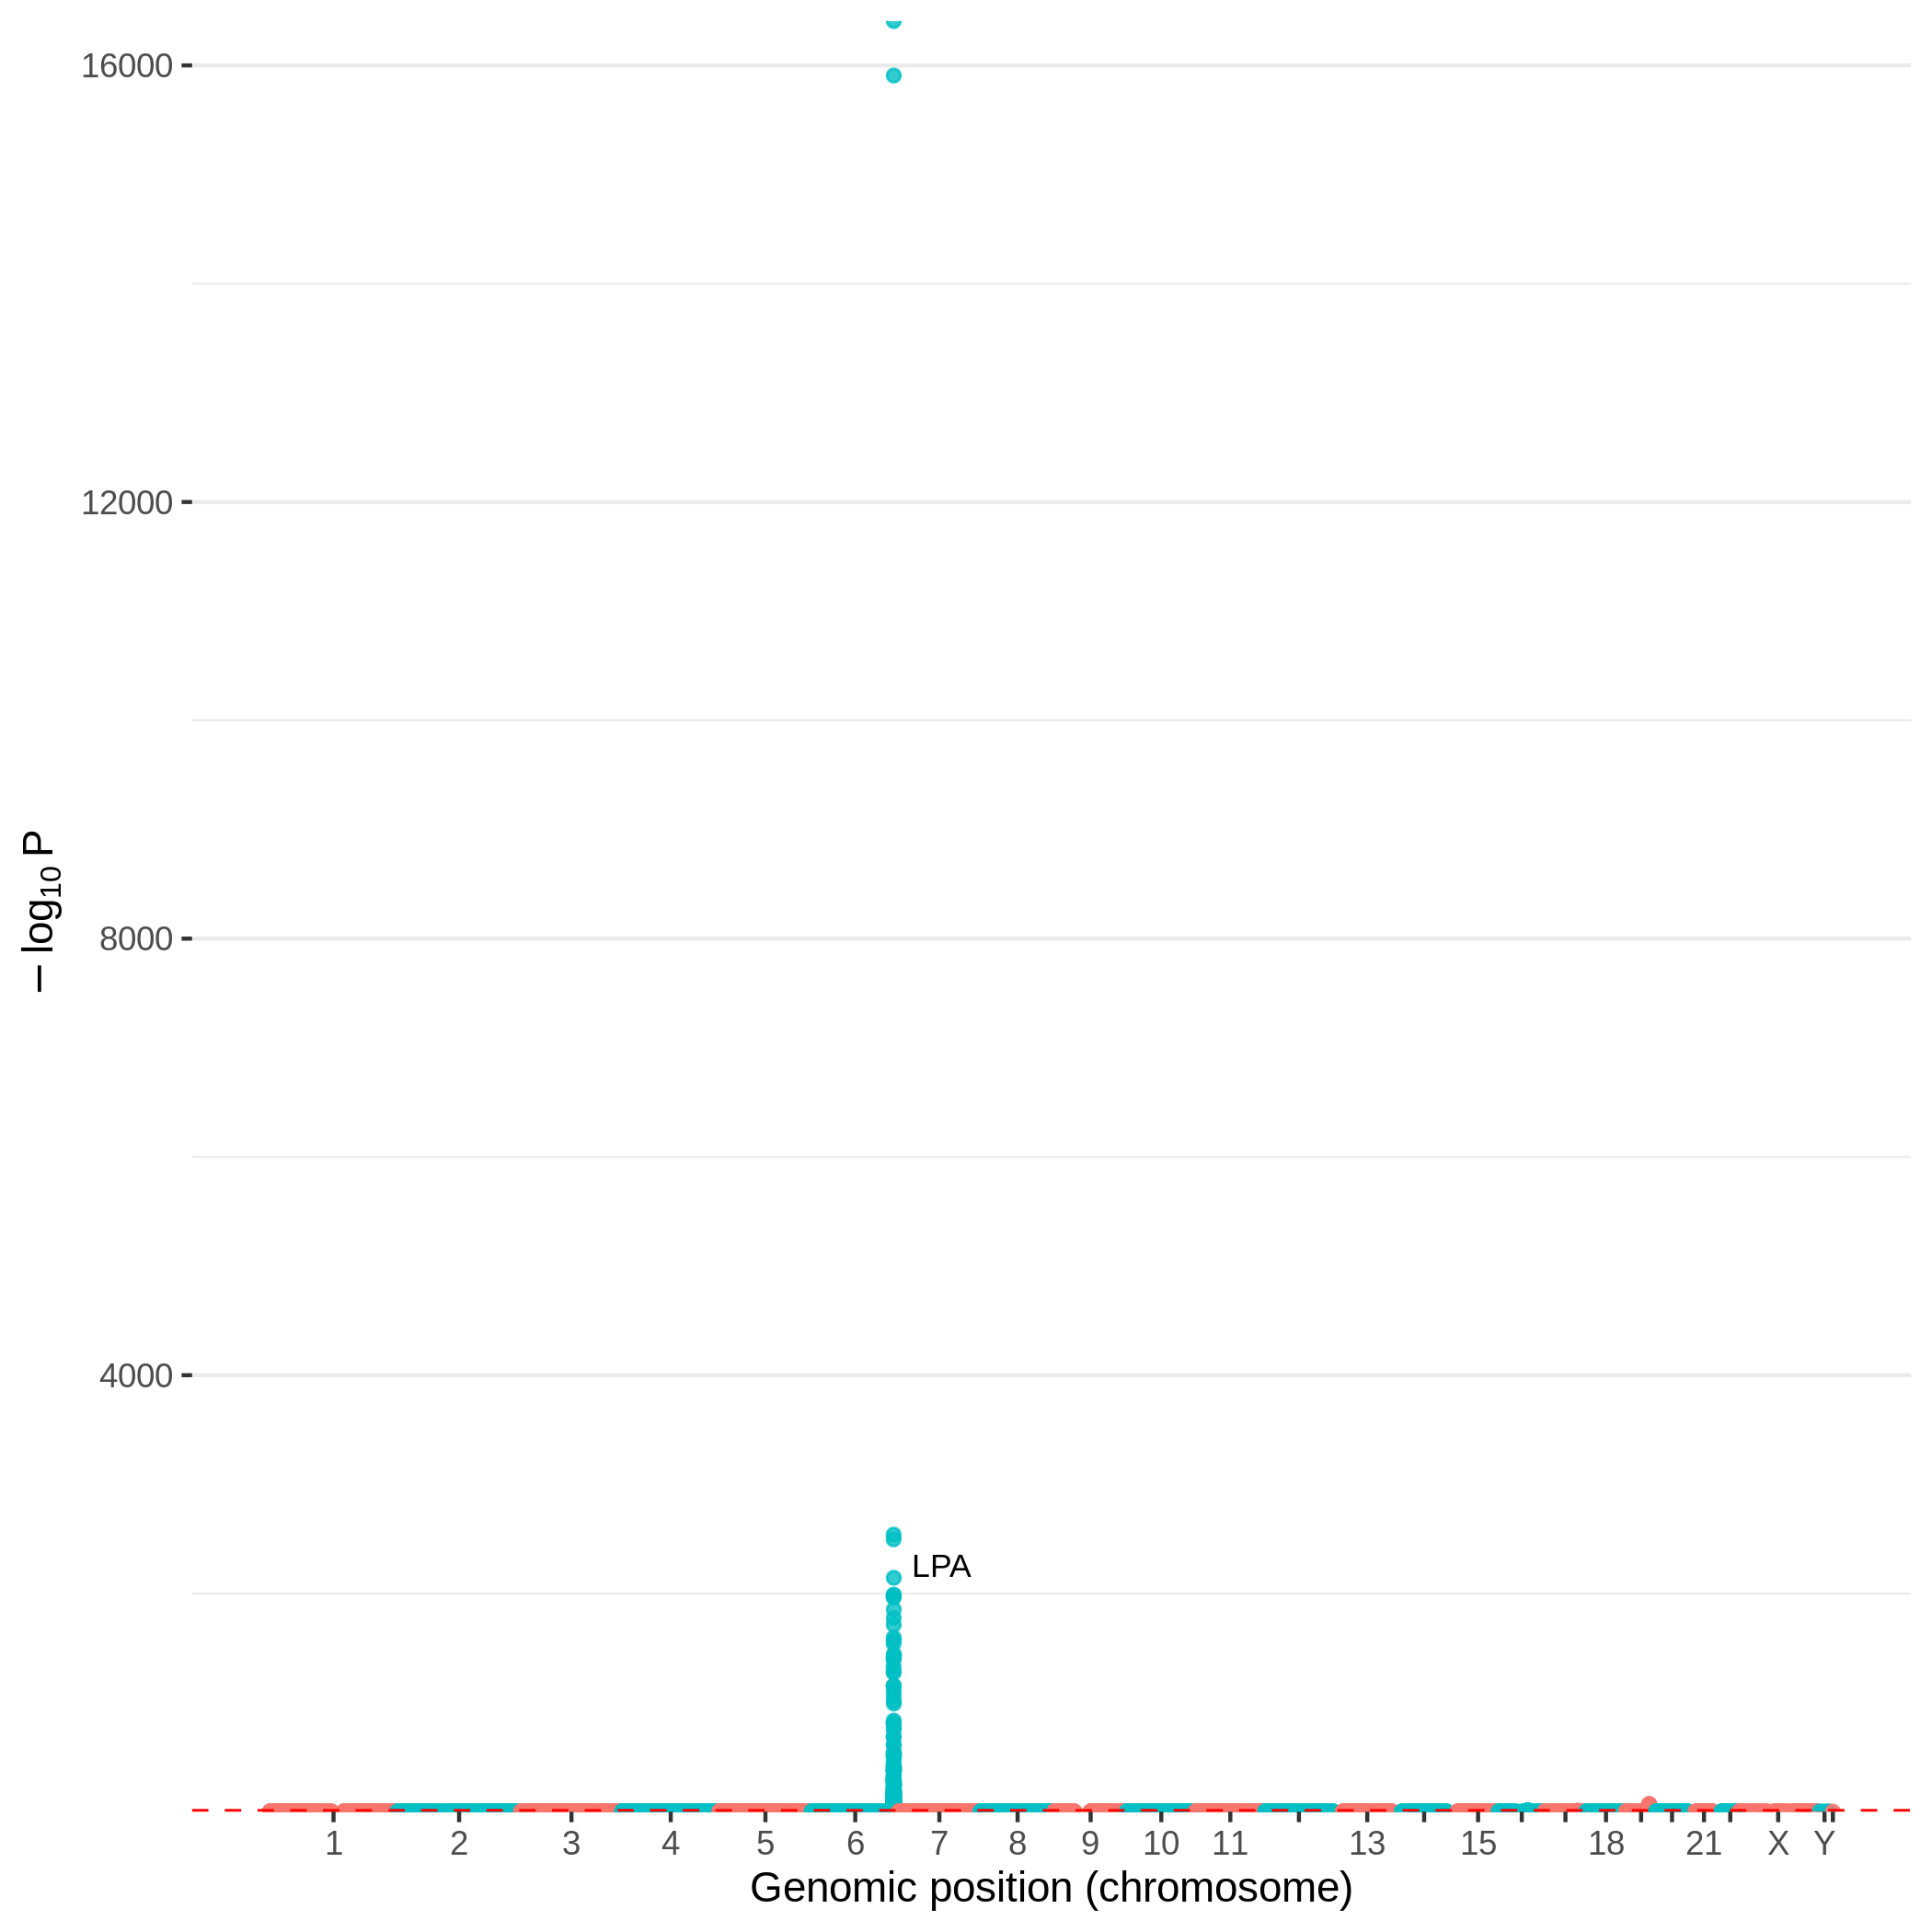 16000
12000
8000
4000
− log10 P
LPA
1 2 3 4 5 6 7 8 9 10 11 13 15 18 21 X Y
Genomic position (chromosome)